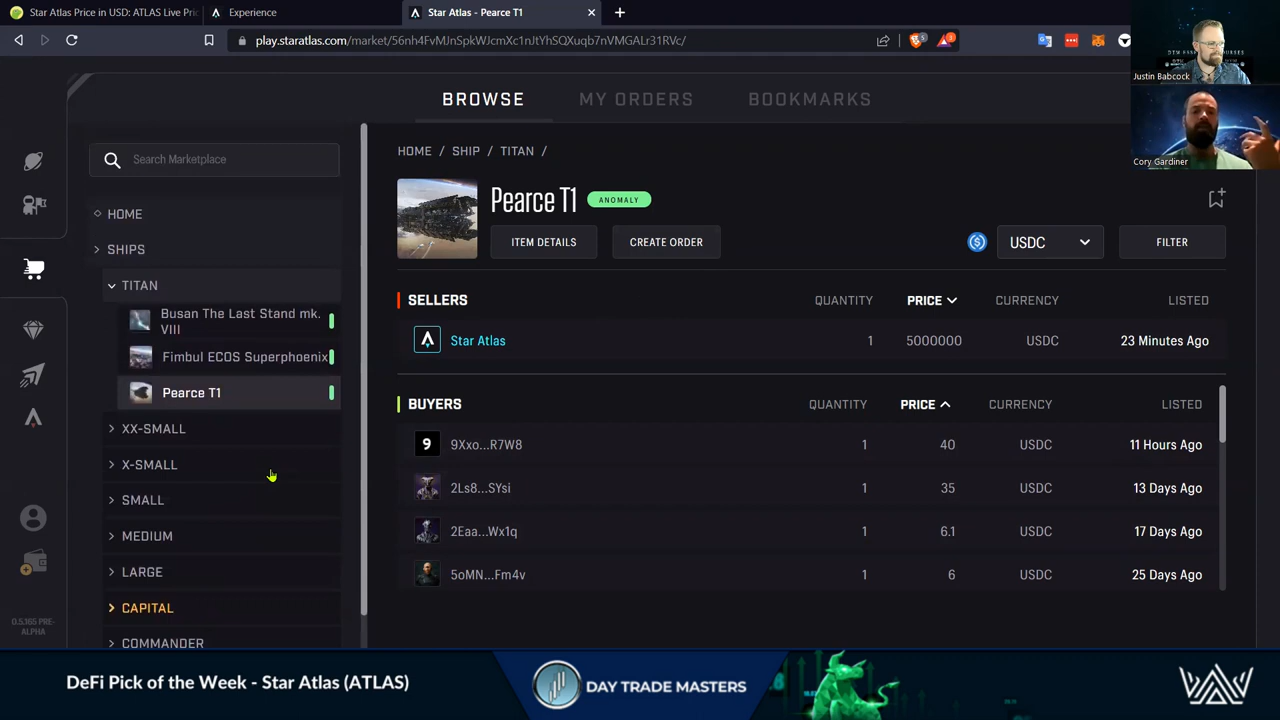 Star Atlas Price in USD: ATLAS Live Pri
Experience
Star Atlas - Pearce T1
play.staratlas.com/market/56nh4FvMJnSpkWJcm3c1nJtYhSQXuqb7nVMGALr31RVc/
Justin Babcock
Cory Gardiner
BROWSE
MY ORDERS
BOOKMARKS
Search Marketplace
HOME
SHIPS
TITAN
Busan The Last Stand mk.
VIII
Fimbul ECOS Superphoenix
Pearce T1
XX-SMALL
X-SMALL
SMALL
MEDIUM
LARGE
CAPITAL
COMMANDER
0.5.165 PRE-
ALPHA
HOME / SHIP / TITAN /
Pearce T1 ANOMALY
ITEM DETAILS CREATE ORDER USDC FILTER
SELLERS QUANTITY PRICE CURRENCY LISTED
Star Atlas 1 5000000 USDC 23 Minutes Ago
BUYERS QUANTITY PRICE CURRENCY LISTED
9 9Xxo...R7W8 1 40 USDC 11 Hours Ago
2Ls8...SYsi 1 35 USDC 13 Days Ago
2Eaa...Wx1q 1 6.1 USDC 17 Days Ago
5oMN...Fm4v 1 6 USDC 25 Days Ago
DeFi Pick of the Week - Star Atlas (ATLAS)
DAY TRADE MASTERS